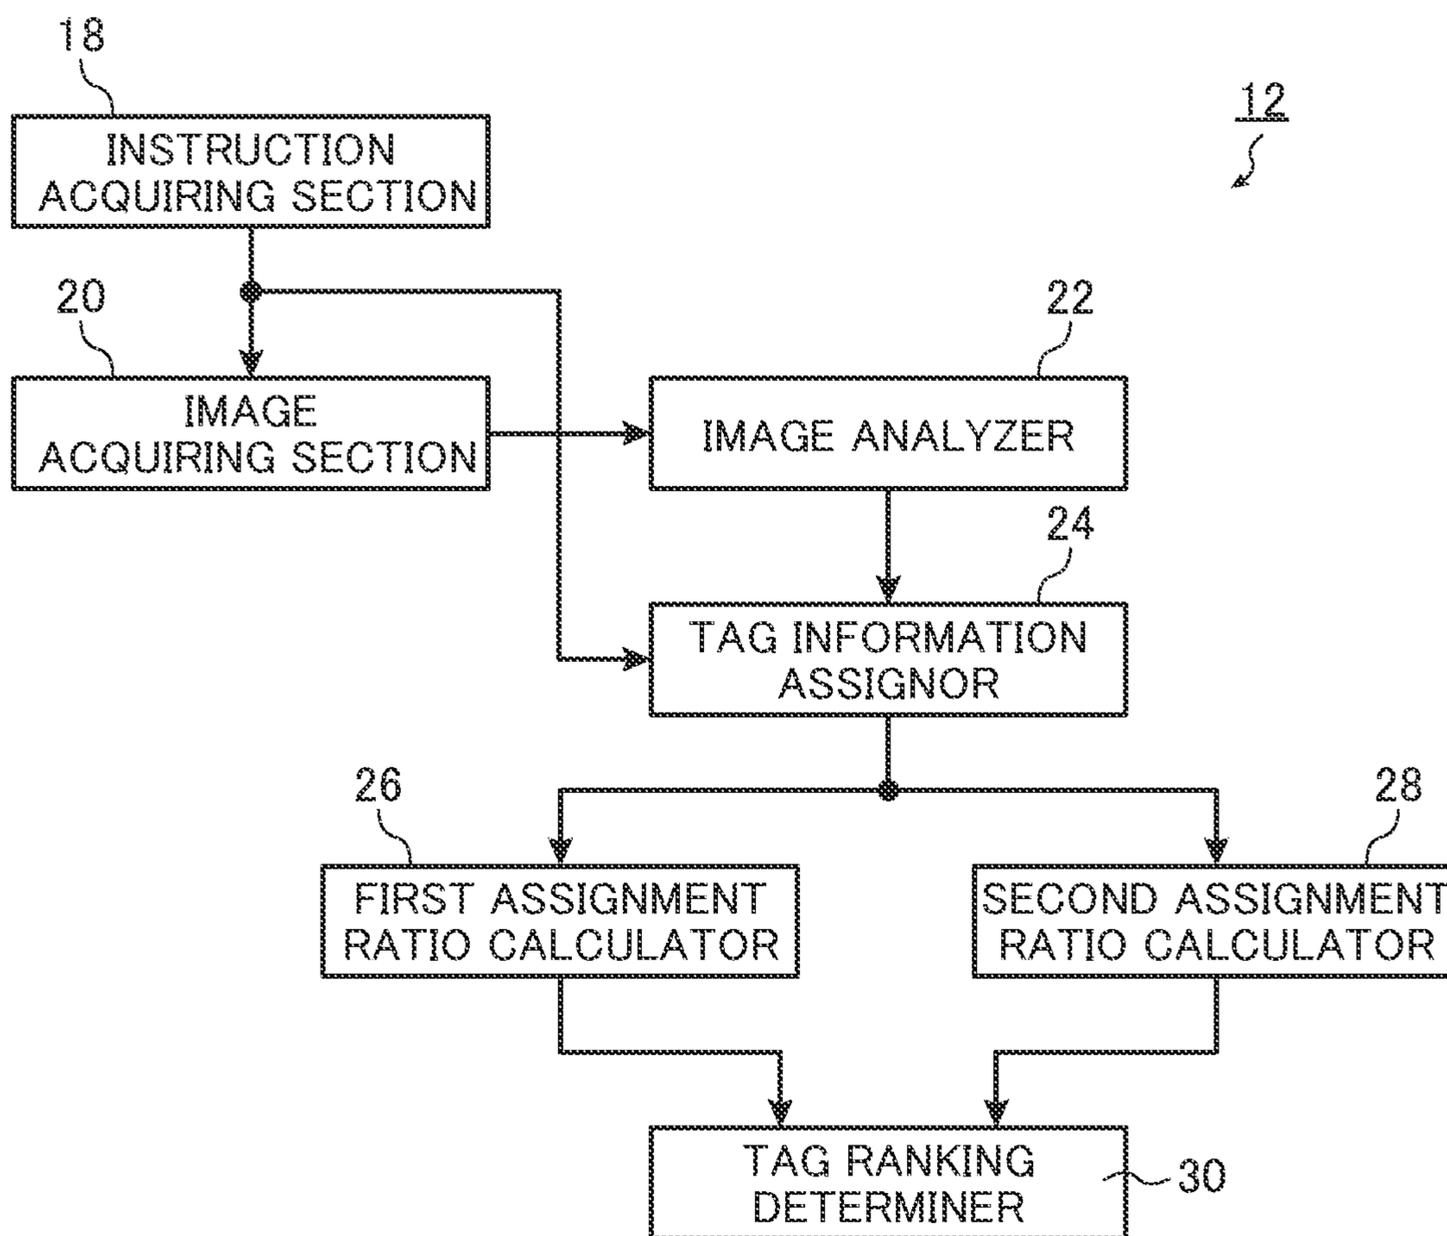 18
12
INSTRUCTION
ACQUIRING SECTION
20
22
IMAGE
ACQUIRING SECTION
IMAGE ANALYZER
24
TAG INFORMATION
ASSIGNOR
26
28
FIRST ASSIGNMENT
RATIO CALCULATOR
SECOND ASSIGNMENT
RATIO CALCULATOR
TAG RANKING
DETERMINER
30